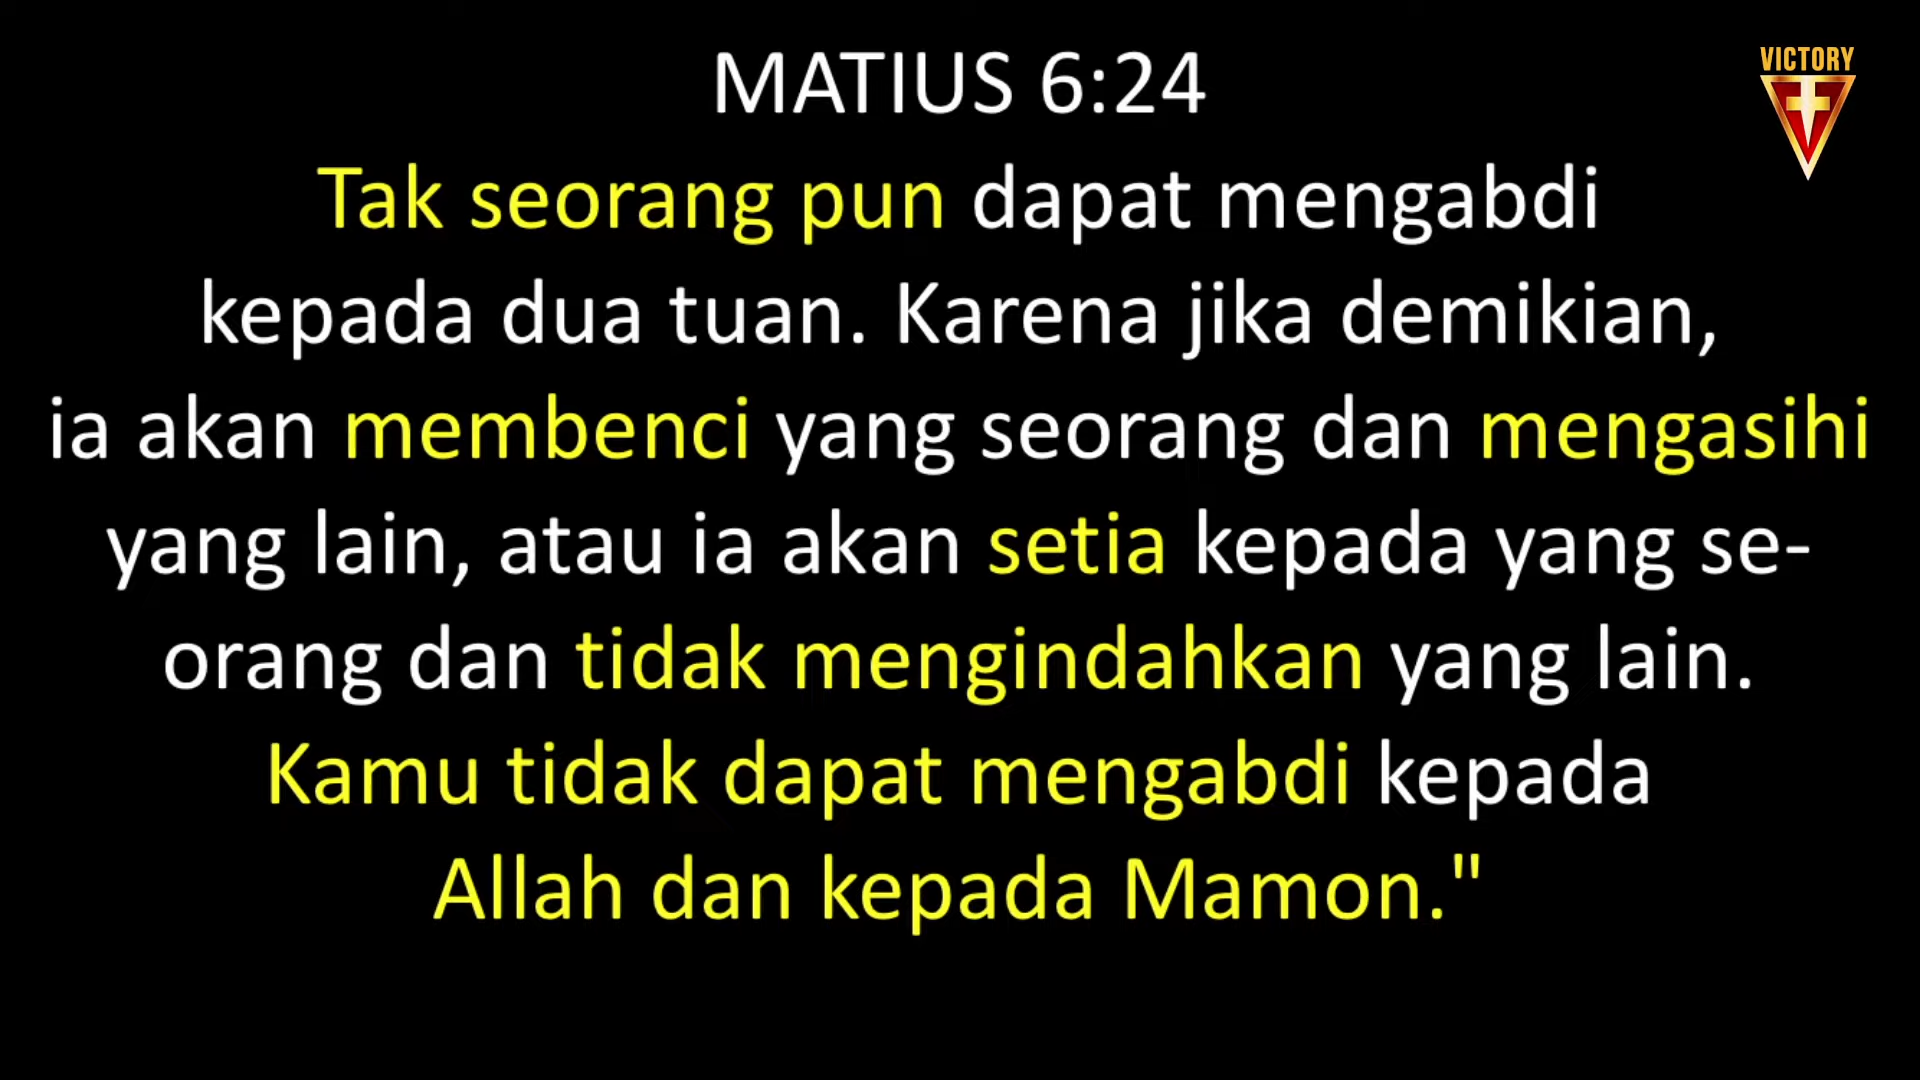 MATIUS 6:24
VICTORY
Tak seorang pun dapat mengabdi
kepada dua tuan. Karena jika demikian,
ia akan membenci yang seorang dan mengasihi
yang lain, atau ia akan setia kepada yang se-
orang dan tidak mengindahkan yang lain.
Kamu tidak dapat mengabdi kepada
Allah dan kepada Mamon."